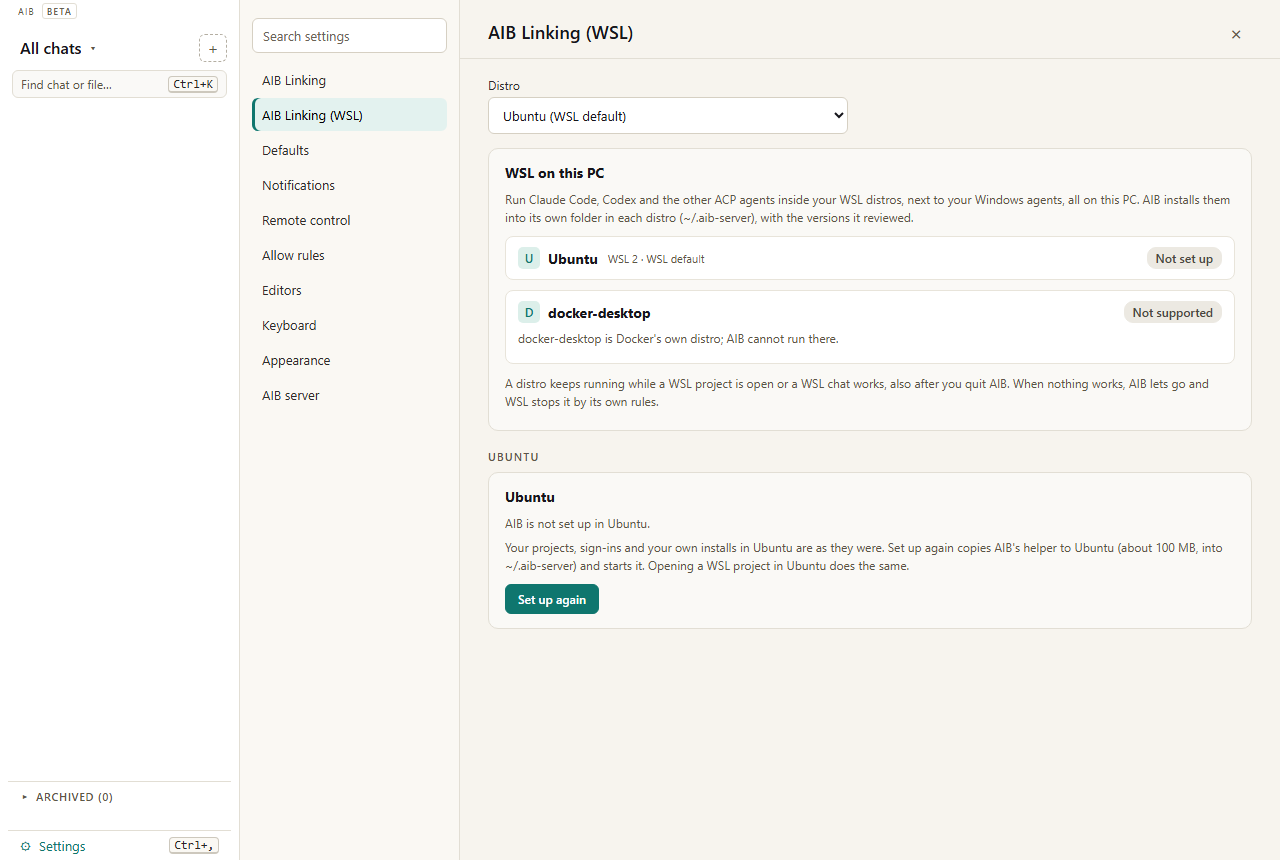 AIB BETA
All chats
+
Find chat or file... Ctrl+K
ARCHIVED (0)
Settings Ctrl+,
Search settings
AIB Linking
AIB Linking (WSL)
Defaults
Notifications
Remote control
Allow rules
Editors
Keyboard
Appearance
AIB server
AIB Linking (WSL)
Distro
Ubuntu (WSL default)
WSL on this PC
Run Claude Code, Codex and the other ACP agents inside your WSL distros, next to your Windows agents, all on this PC. AIB installs them
into its own folder in each distro (~/.aib-server), with the versions it reviewed.
U Ubuntu WSL 2 · WSL default Not set up
D docker-desktop Not supported
docker-desktop is Docker's own distro; AIB cannot run there.
A distro keeps running while a WSL project is open or a WSL chat works, also after you quit AIB. When nothing works, AIB lets go and
WSL stops it by its own rules.
UBUNTU
Ubuntu
AIB is not set up in Ubuntu.
Your projects, sign-ins and your own installs in Ubuntu are as they were. Set up again copies AIB's helper to Ubuntu (about 100 MB, into
~/.aib-server) and starts it. Opening a WSL project in Ubuntu does the same.
Set up again